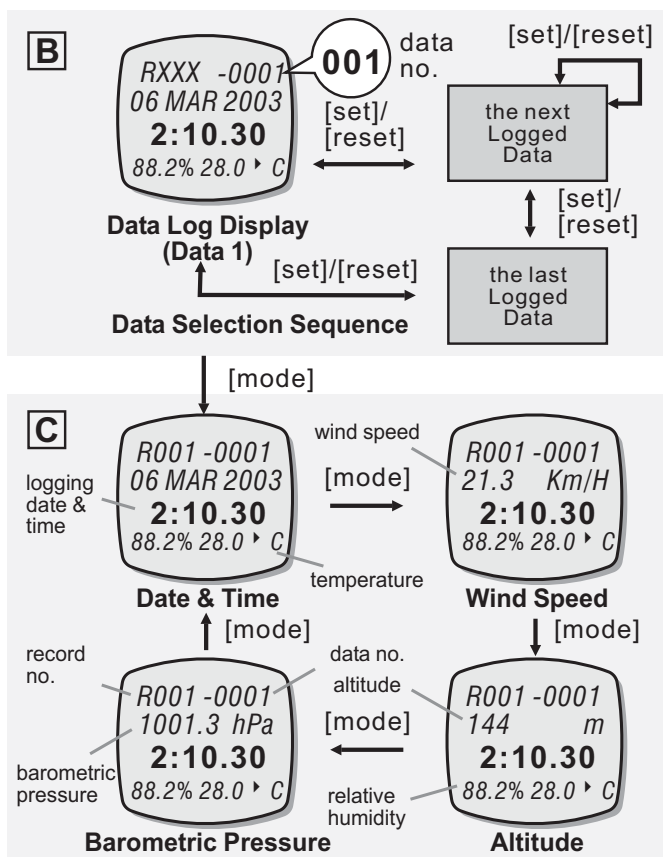 B
RXXX -0001
06 MAR 2003
2:10.30
88.2% 28.0 ‣ C
001
data
no.
[set]/
[reset]
[set]/[reset]
the next
Logged
Data
[set]/
[reset]
the last
Logged
Data
Data Log Display
(Data 1)
[set]/[reset]
Data Selection Sequence
[mode]
C
R001 -0001
06 MAR 2003
2:10.30
88.2% 28.0 ‣ C
logging
date &
time
temperature
Date & Time
[mode]
wind speed
R001 -0001
21.3 Km/H
2:10.30
88.2% 28.0 ‣ C
Wind Speed
[mode]
[mode]
record
no.
data no.
altitude
R001 -0001
1001.3 hPa
2:10.30
88.2% 28.0 ‣ C
barometric
pressure
Barometric Pressure
[mode]
R001 -0001
144 m
2:10.30
88.2% 28.0 ‣ C
relative
humidity
Altitude